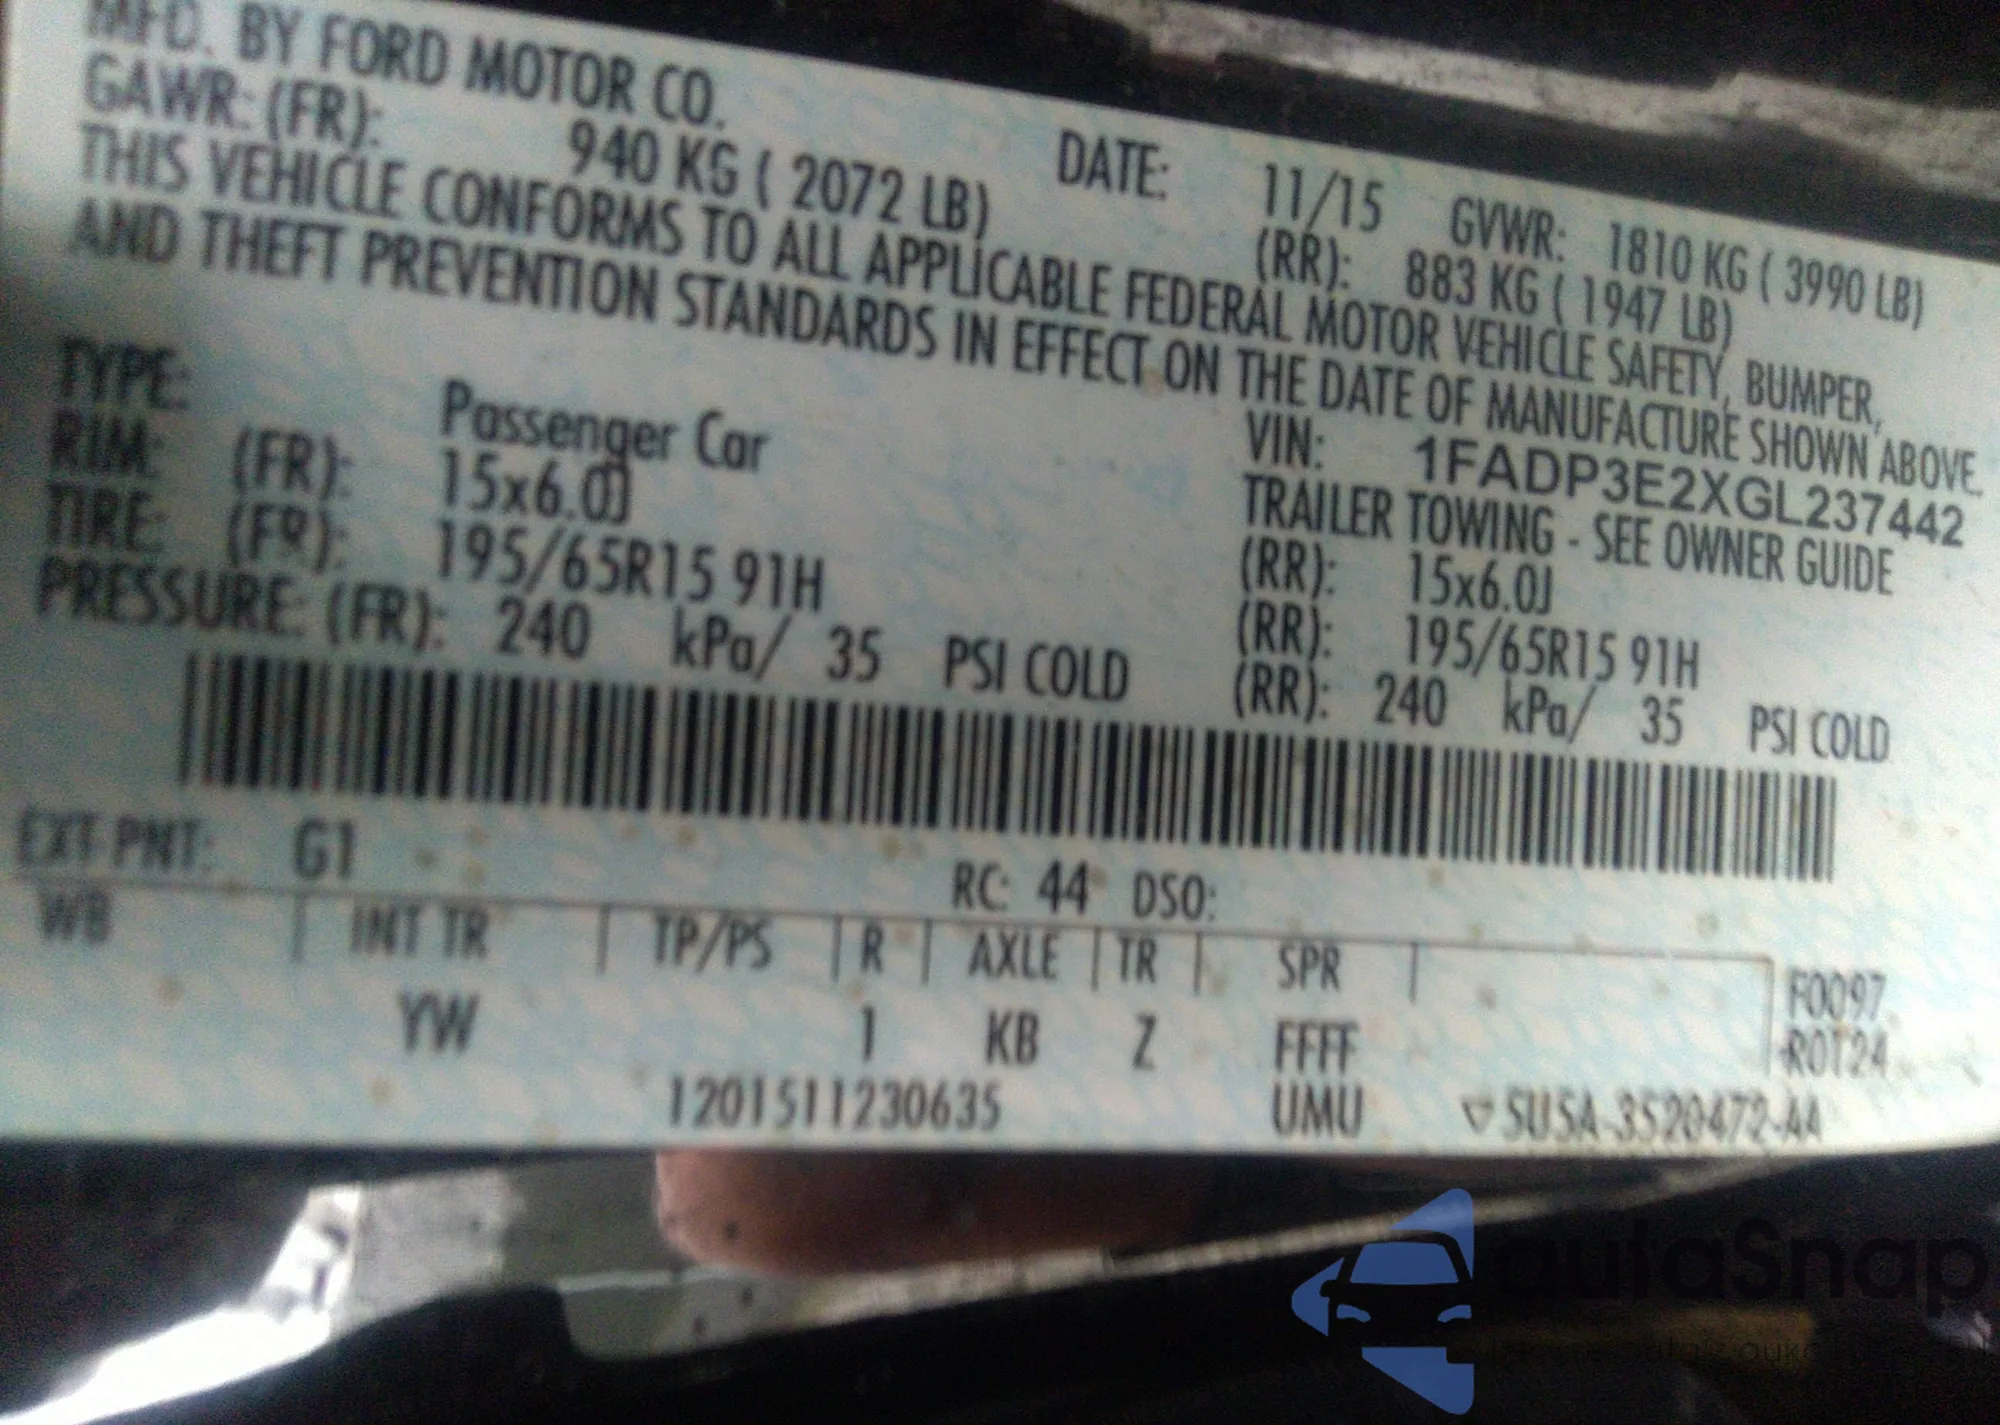 MFD. BY FORD MOTOR CO.
DATE: 11/15 GVWR: 1810 KG ( 3990 LB)
GAWR: (FR): 940 KG ( 2072 LB) (RR): 883 KG ( 1947 LB)
THIS VEHICLE CONFORMS TO ALL APPLICABLE FEDERAL MOTOR VEHICLE SAFETY, BUMPER,
AND THEFT PREVENTION STANDARDS IN EFFECT ON THE DATE OF MANUFACTURE SHOWN ABOVE.
VIN: 1FADP3E2XGL237442
TYPE: Passenger Car TRAILER TOWING - SEE OWNER GUIDE
RIM: (FR): 15x6.0J (RR): 15x6.0J
TIRE: (FR): 195/65R15 91H (RR): 195/65R15 91H
PRESSURE: (FR): 240 kPa/ 35 PSI COLD (RR): 240 kPa/ 35 PSI COLD
EXT PNT: G1 RC: 44 DSO:
WB INT TR TP/PS R AXLE TR SPR F0097
YW 1 KB Z FFFF R0124
1201511230635 UMU ▽ 5U5A-3520472-AA
autaSnap